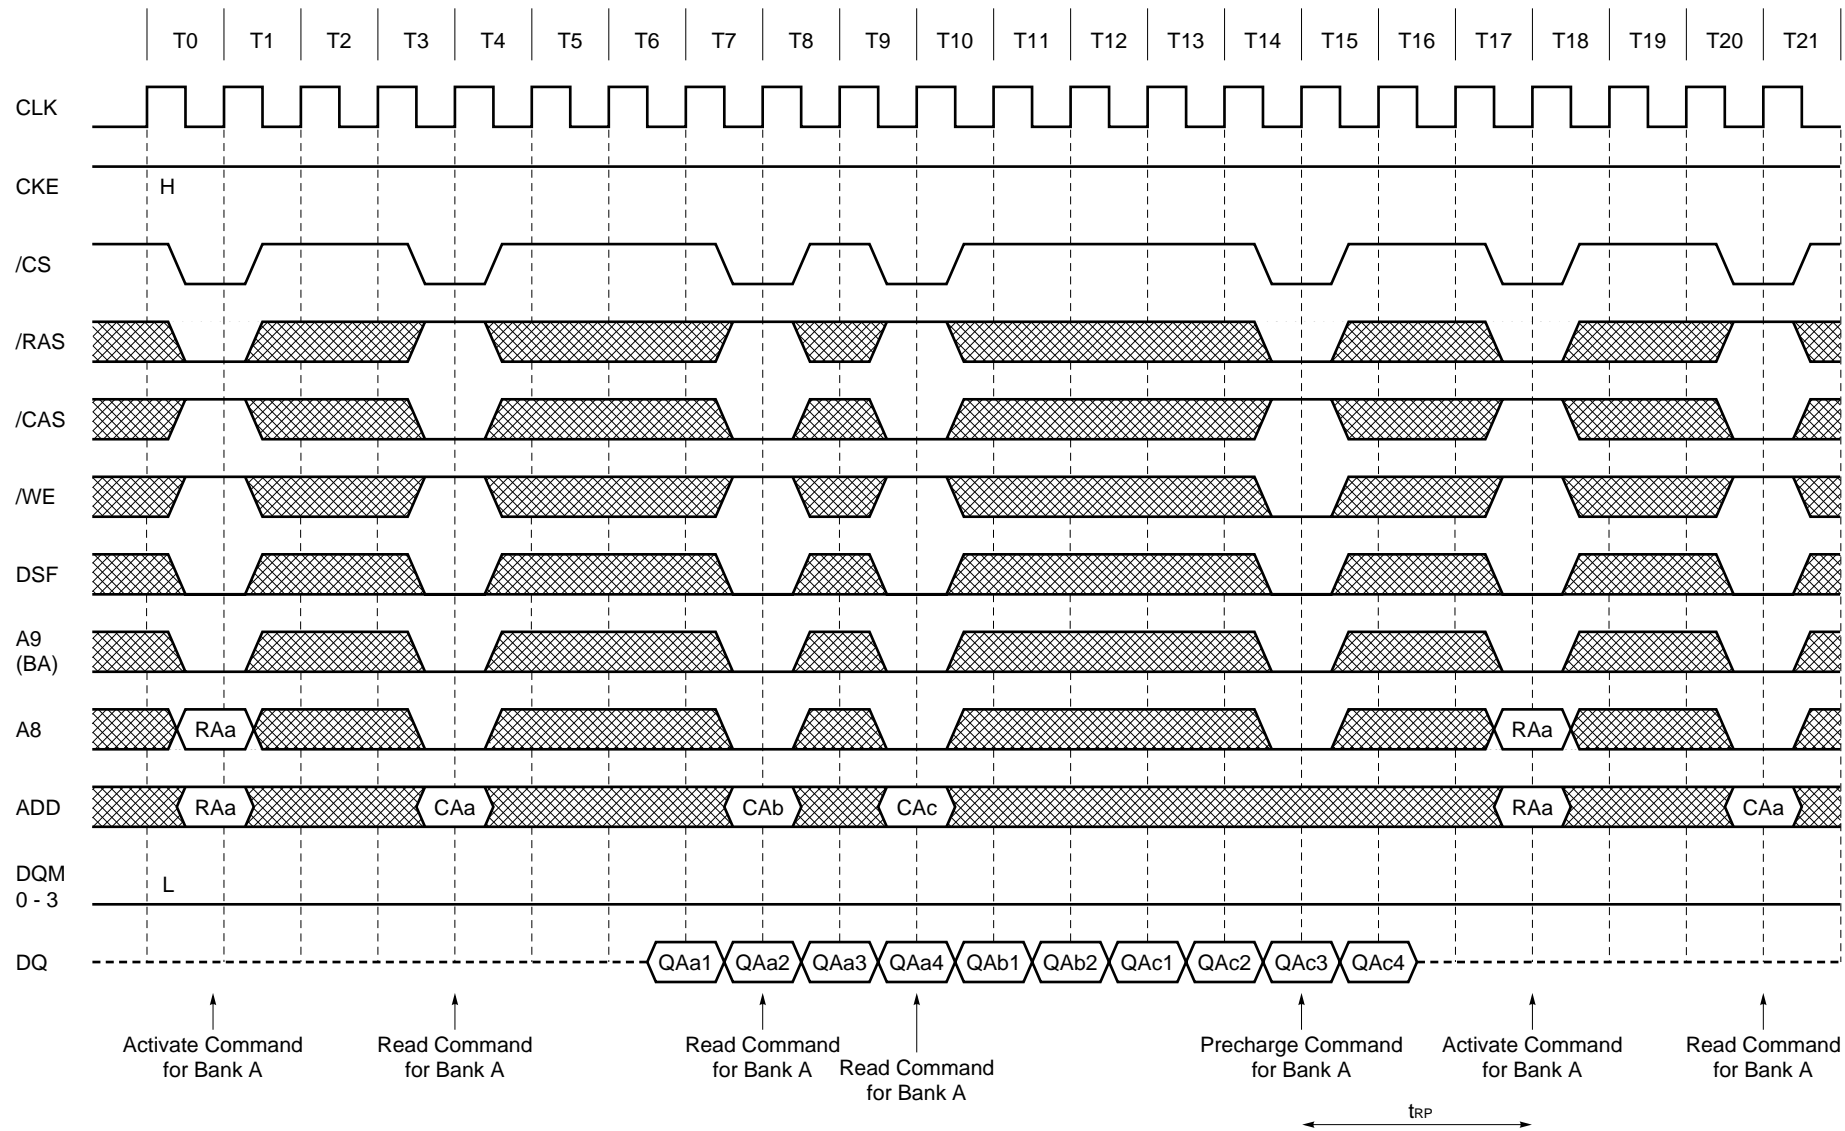 T0 T1 T2 T3 T4 T5 T6 T7 T8 T9 T10 T11 T12 T13 T14 T15 T16 T17 T18 T19 T20 T21
CLK
CKE H
/CS
/RAS
/CAS
/WE
DSF
A9
(BA)
A8 RAa RAa
ADD RAa CAa CAb CAc RAa CAa
DQM
0 - 3 L
DQ QAa1 QAa2 QAa3 QAa4 QAb1 QAb2 QAc1 QAc2 QAc3 QAc4
Activate Command
for Bank A
Read Command
for Bank A
Read Command
for Bank A
Read Command
for Bank A
Precharge Command
for Bank A
Activate Command
for Bank A
Read Command
for Bank A
tRP